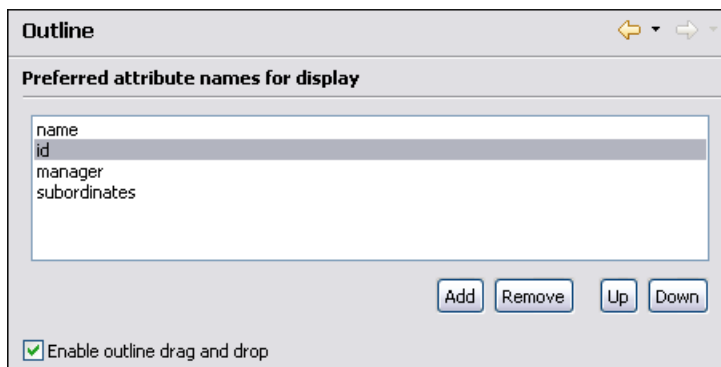 Outline
Preferred attribute names for display
name
id
manager
subordinates
Add Remove Up Down
Enable outline drag and drop